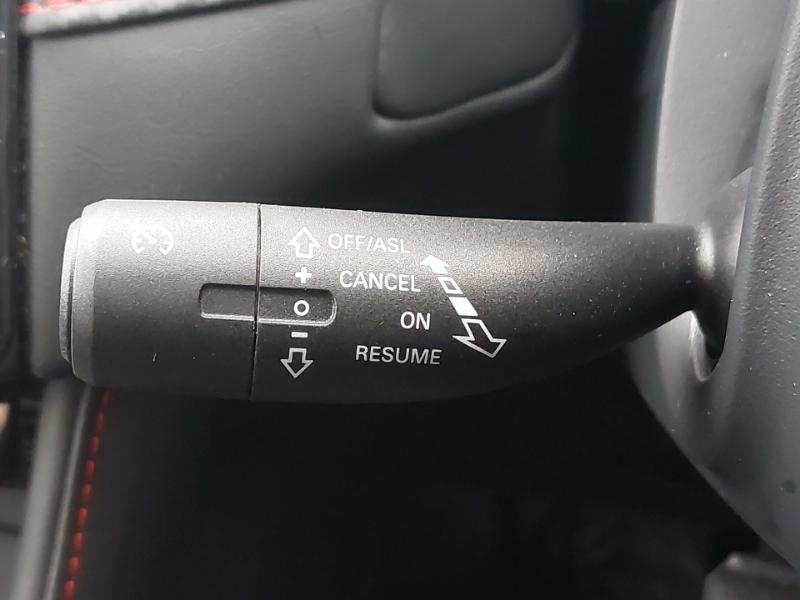 OFF/ASL
+ CANCEL
O ON
- RESUME